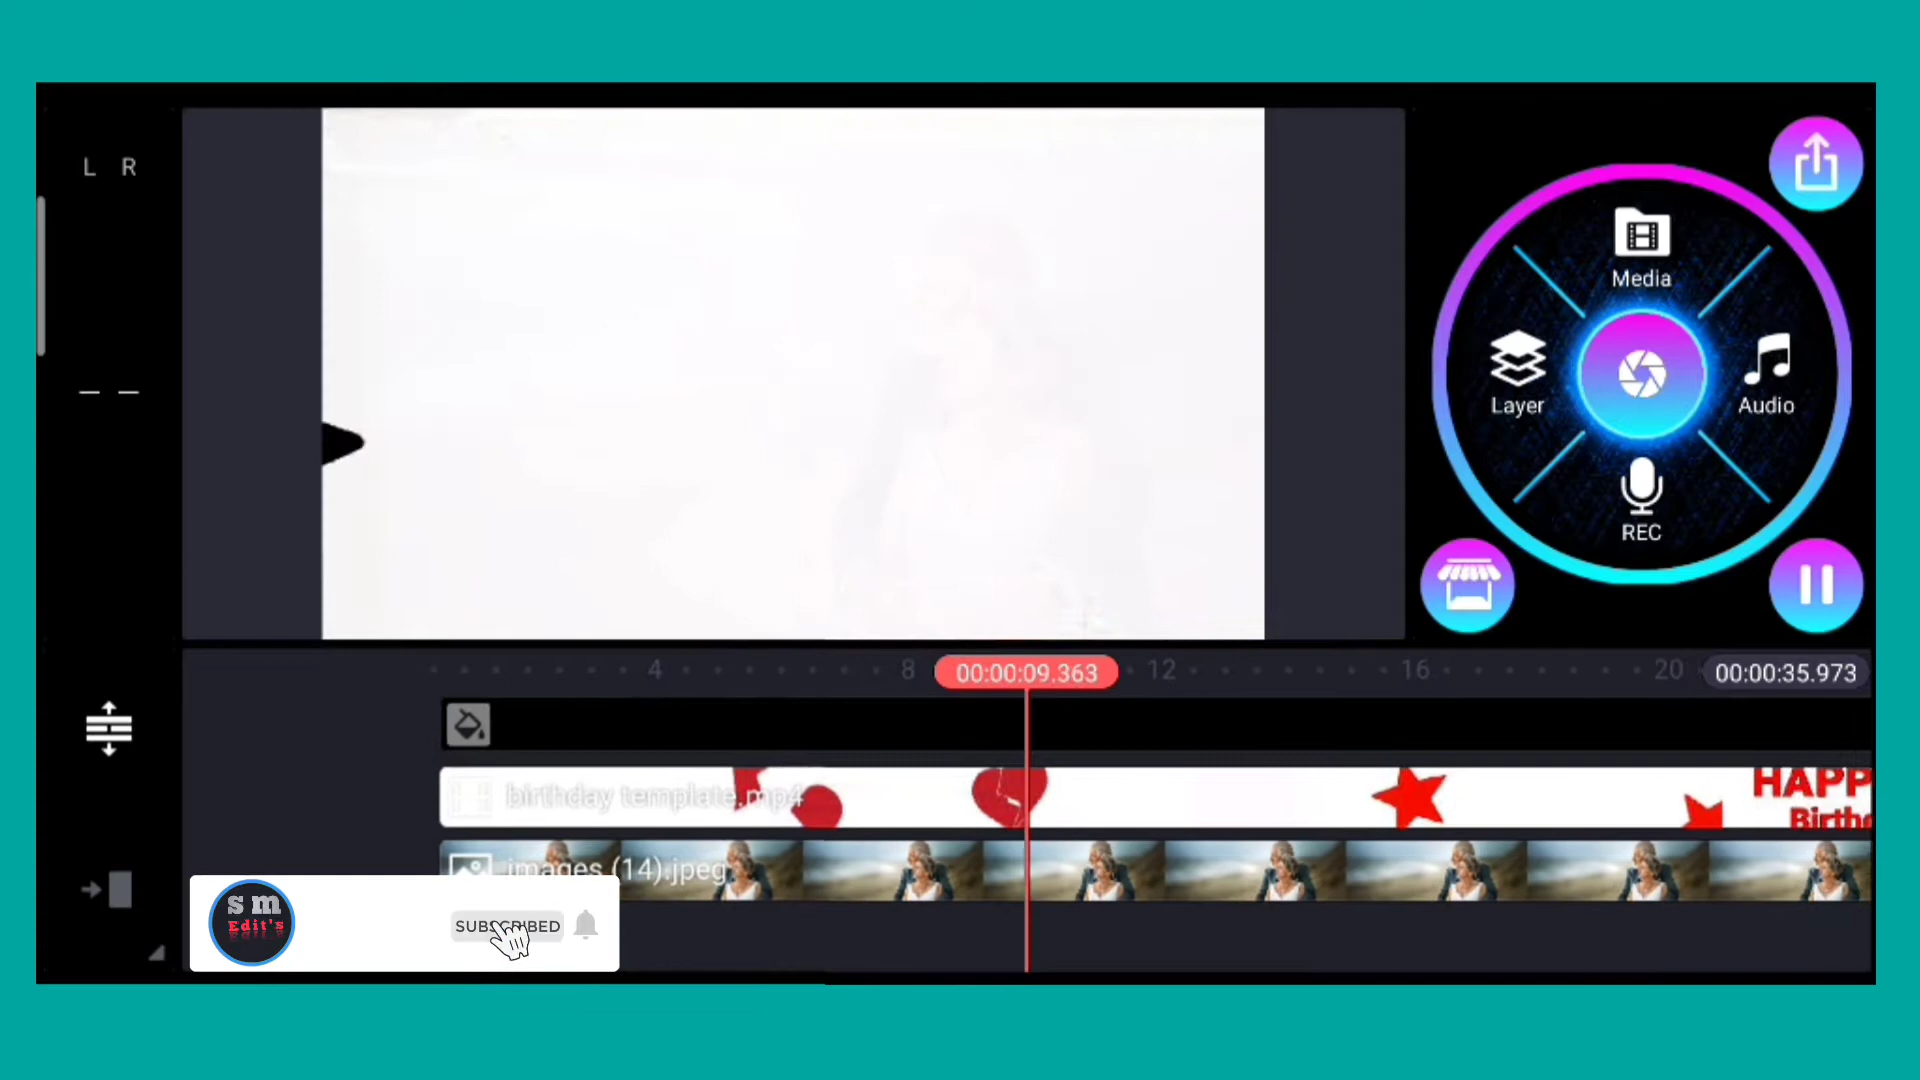 L R
Media
Layer
Audio
REC
4
8
00:00:09.363
12
16
20
00:00:35.973
birthday template.mp4
HAPP
Birth
images (14).jpeg
s m
Edit's
SUBSCRIBED